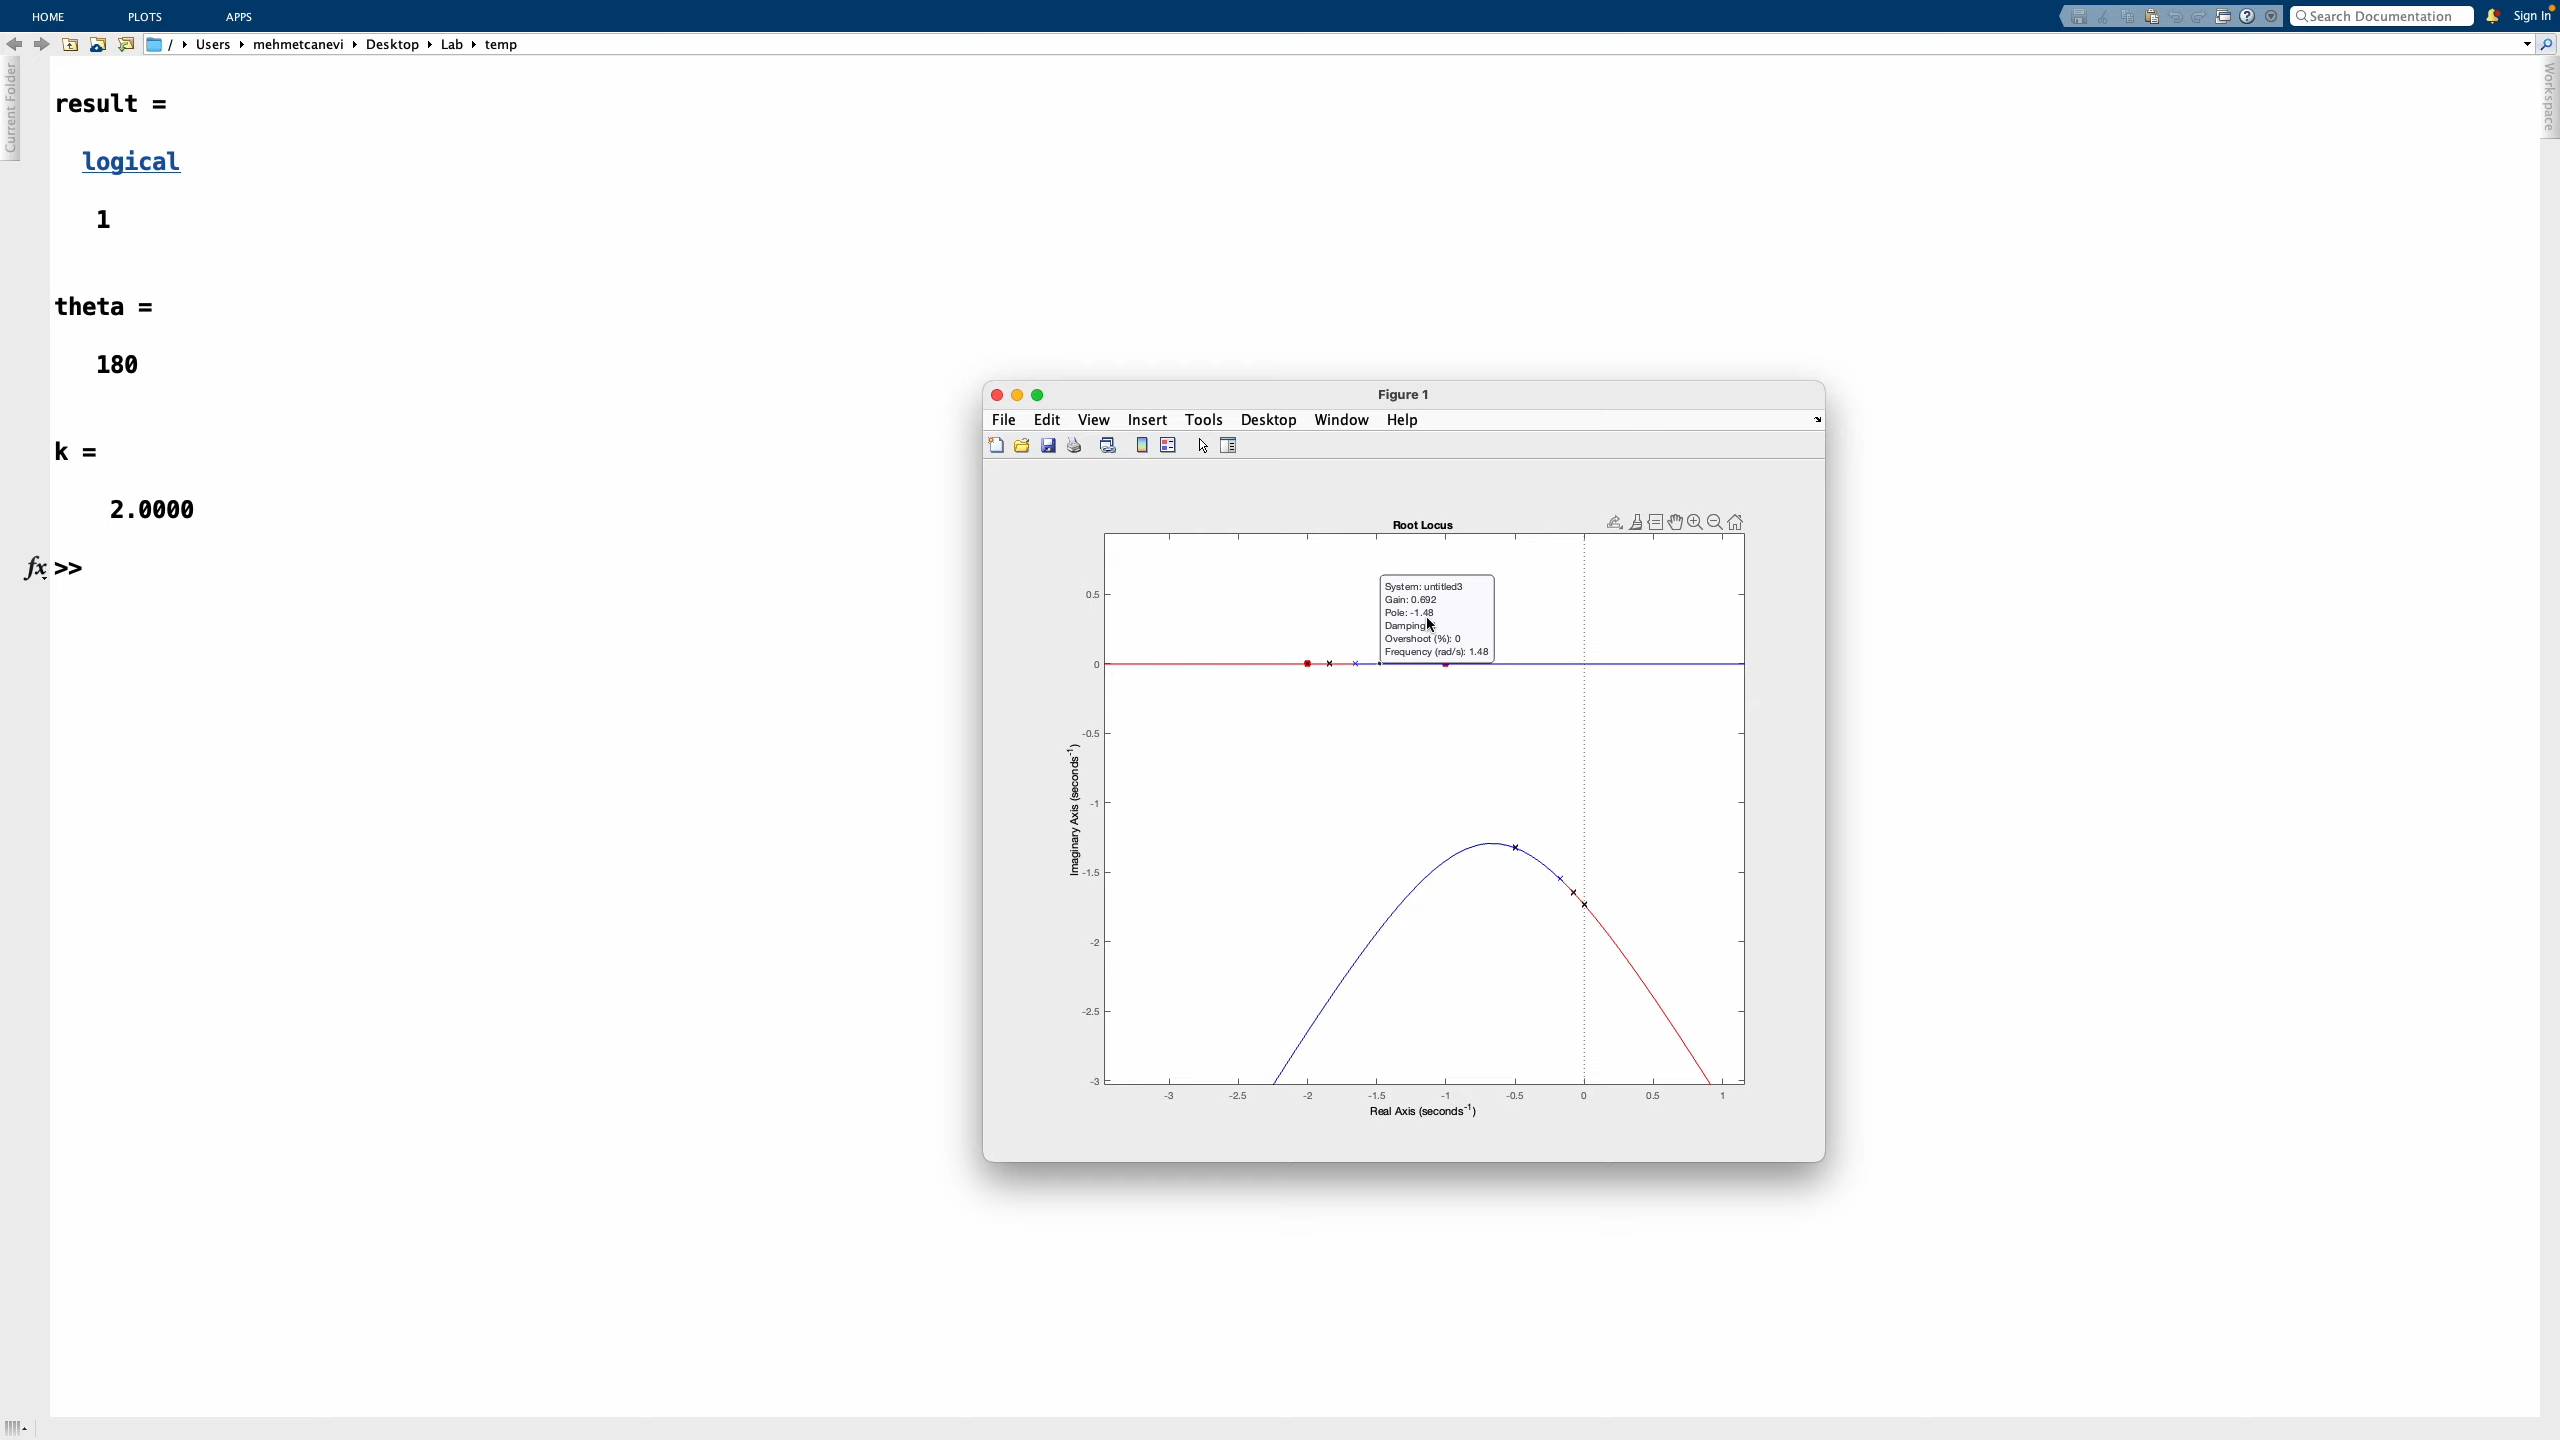 HOME PLOTS APPS
Search Documentation Sign In
/ Users mehmetcanevi Desktop Lab temp
Current Folder
Workspace
result =
logical
1
theta =
180
k =
2.0000
fx >>
Figure 1
File Edit View Insert Tools Desktop Window Help
Root Locus
System: untitled3
Gain: 0.692
Pole: -1.48
Damping
Overshoot (%): 0
Frequency (rad/s): 1.48
0.5
0
-0.5
-1
-1.5
-2
-2.5
-3
Imaginary Axis (seconds⁻¹)
-3 -2.5 -2 -1.5 -1 -0.5 0 0.5 1
Real Axis (seconds⁻¹)